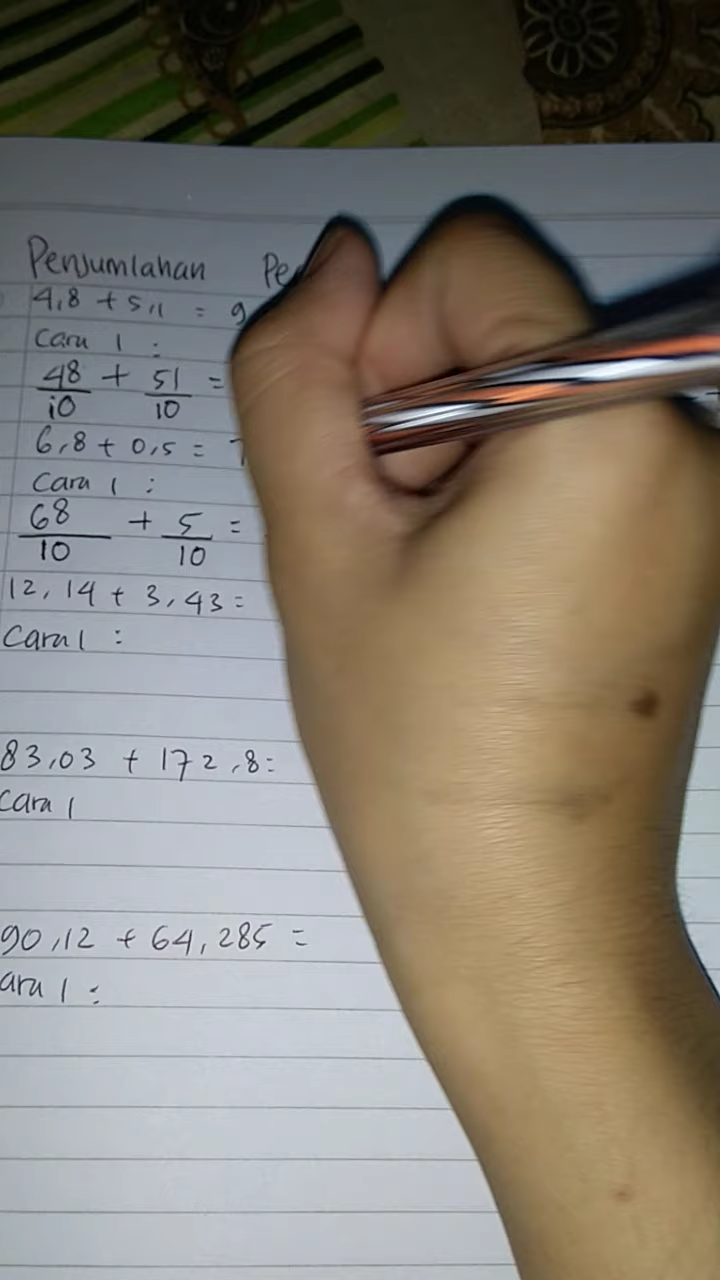 Penjumlahan Pe
4,8 + 5,1 = 9
Cara 1 :
48/10 + 51/10 =
6,8 + 0,5 = 7
Cara 1 :
68/10 + 5/10 =
12,14 + 3,43 =
Cara 1 :
83,03 + 172,8 =
Cara 1
90,12 + 64,285 =
ara 1 :